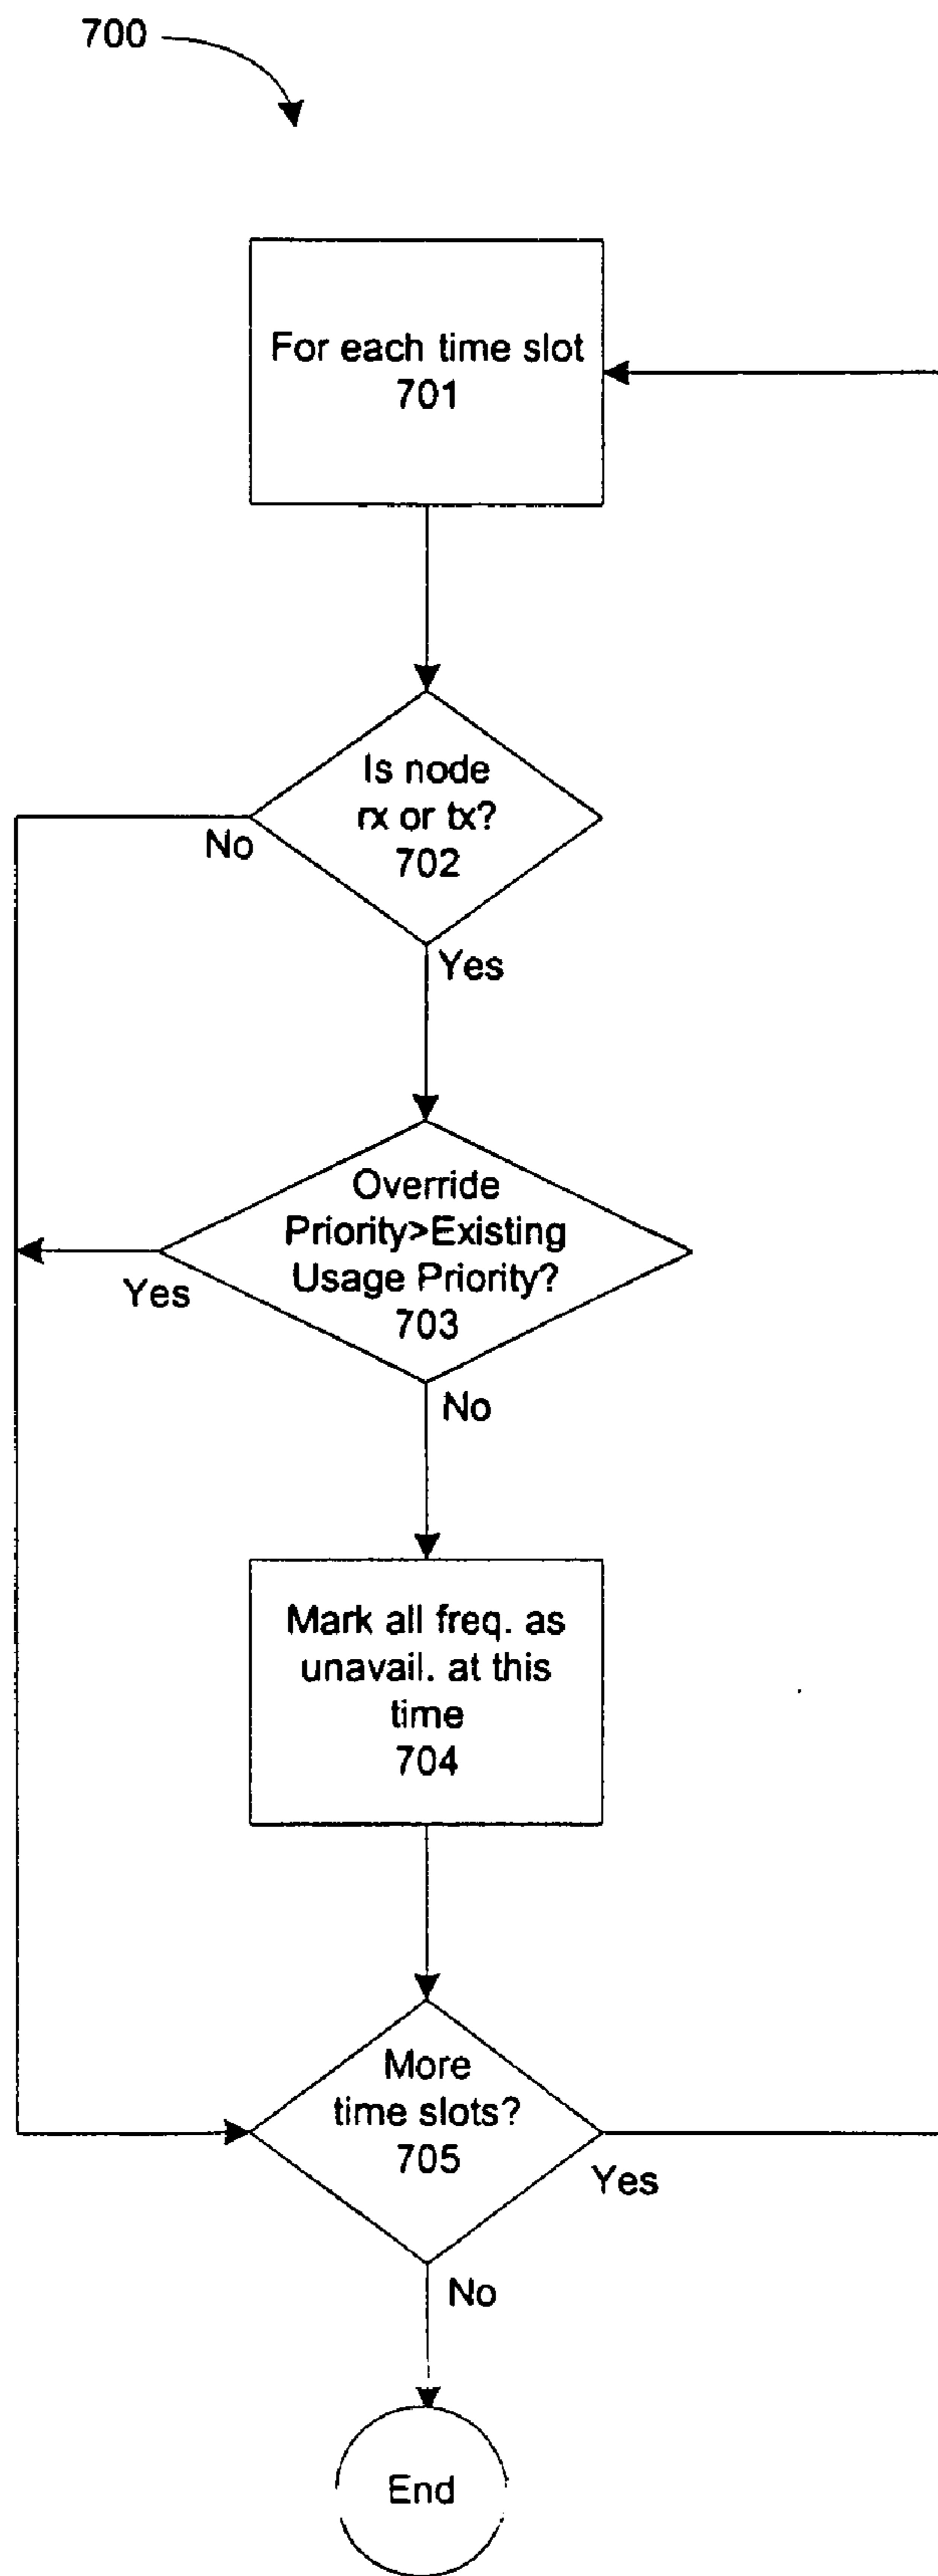 700
For each time slot
701
Is node
rx or tx?
702
No
Yes
Override
Priority>Existing
Usage Priority?
703
Yes
No
Mark all freq. as
unavail. at this
time
704
More
time slots?
705
Yes
No
End